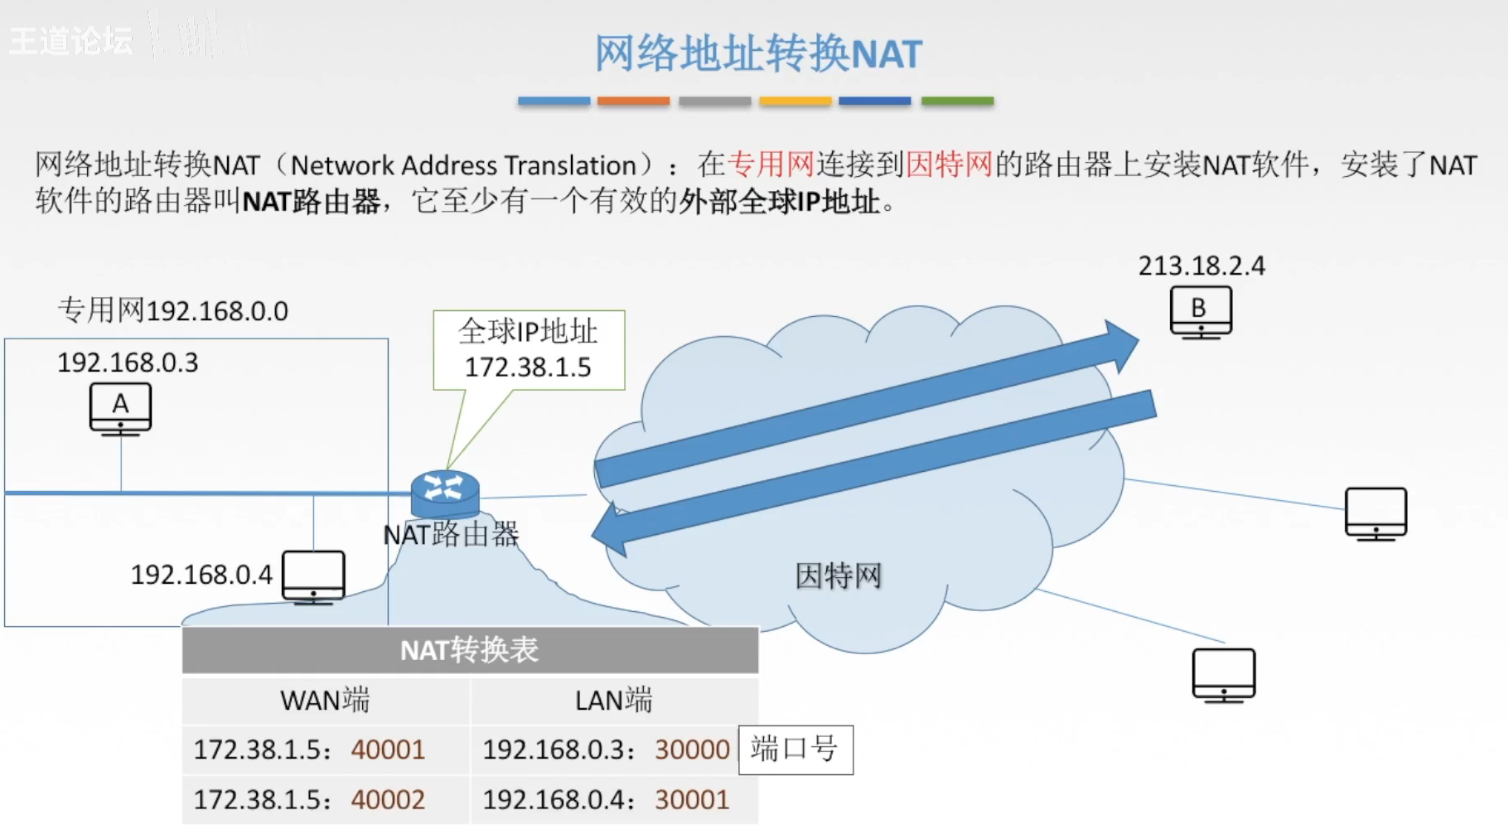 王道论坛
网络地址转换NAT
网络地址转换NAT（Network Address Translation）：在专用网连接到因特网的路由器上安装NAT软件，安装了NAT
软件的路由器叫NAT路由器，它至少有一个有效的外部全球IP地址。
213.18.2.4
B
专用网192.168.0.0
全球IP地址
172.38.1.5
192.168.0.3
A
NAT路由器
192.168.0.4
因特网
NAT转换表
WAN端 LAN端
172.38.1.5：40001 192.168.0.3：30000 端口号
172.38.1.5：40002 192.168.0.4：30001